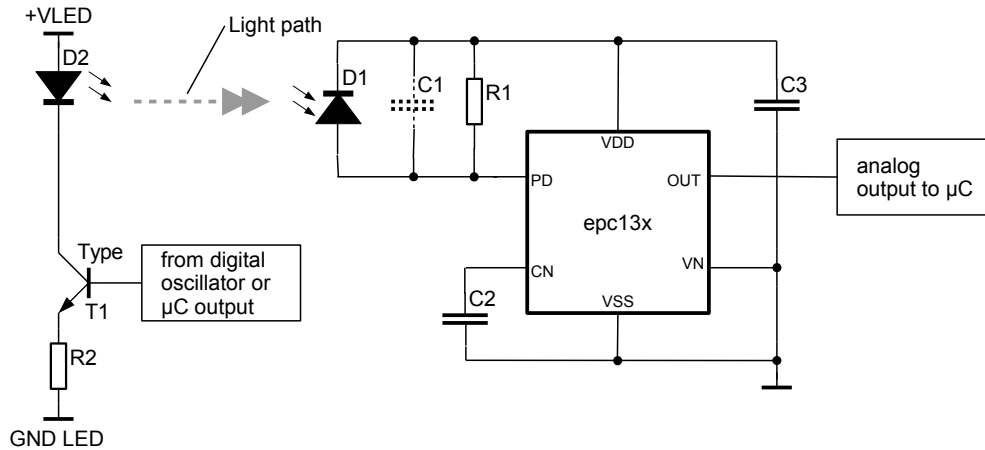 +VLED
Light path
D2
D1
C1
R1
C3
VDD
PD
OUT
analog
output to µC
epc13x
Type
from digital
oscillator or
µC output
CN
VN
T1
C2
VSS
R2
GND LED